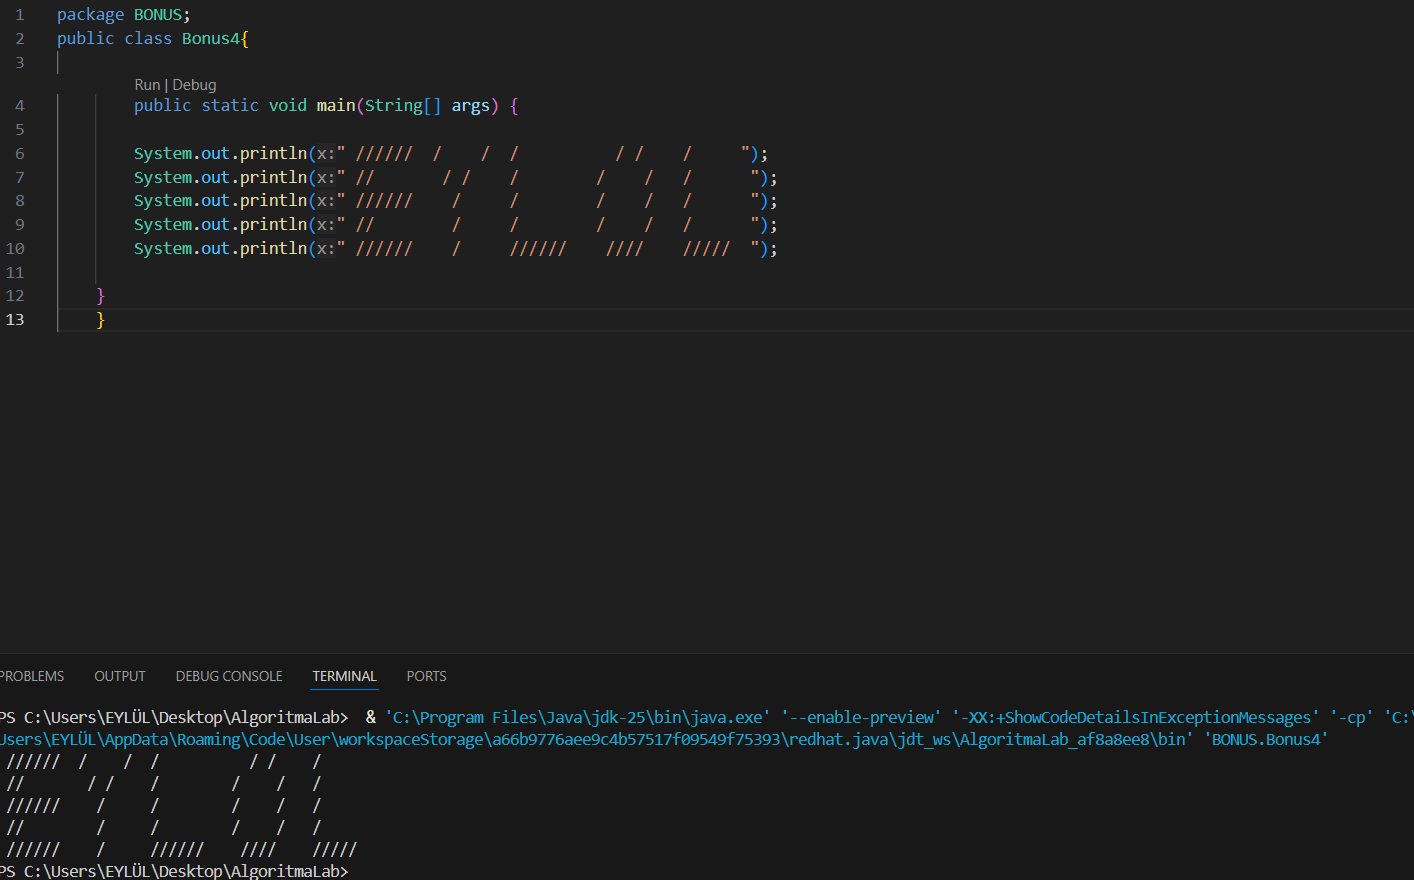 1 package BONUS;
2 public class Bonus4{
3
Run | Debug
4 public static void main(String[] args) {
5
6 System.out.println(x:" //////  /    /  /          / /    /     ");
7 System.out.println(x:" //       / /    /        /    /   /      ");
8 System.out.println(x:" //////    /     /        /    /   /      ");
9 System.out.println(x:" //        /     /        /    /   /      ");
10 System.out.println(x:" //////    /     //////    ////    /////  ");
11
12 }
13 }
PROBLEMS OUTPUT DEBUG CONSOLE TERMINAL PORTS
PS C:\Users\EYLÜL\Desktop\AlgoritmaLab>  & 'C:\Program Files\Java\jdk-25\bin\java.exe' '--enable-preview' '-XX:+ShowCodeDetailsInExceptionMessages' '-cp' 'C:\
Users\EYLÜL\AppData\Roaming\Code\User\workspaceStorage\a66b9776aee9c4b57517f09549f75393\redhat.java\jdt_ws\AlgoritmaLab_af8a8ee8\bin' 'BONUS.Bonus4'
 //////  /    /  /          / /    /
 //       / /    /        /    /   /
 //////    /     /        /    /   /
 //        /     /        /    /   /
 //////    /     //////    ////    /////
PS C:\Users\EYLÜL\Desktop\AlgoritmaLab>